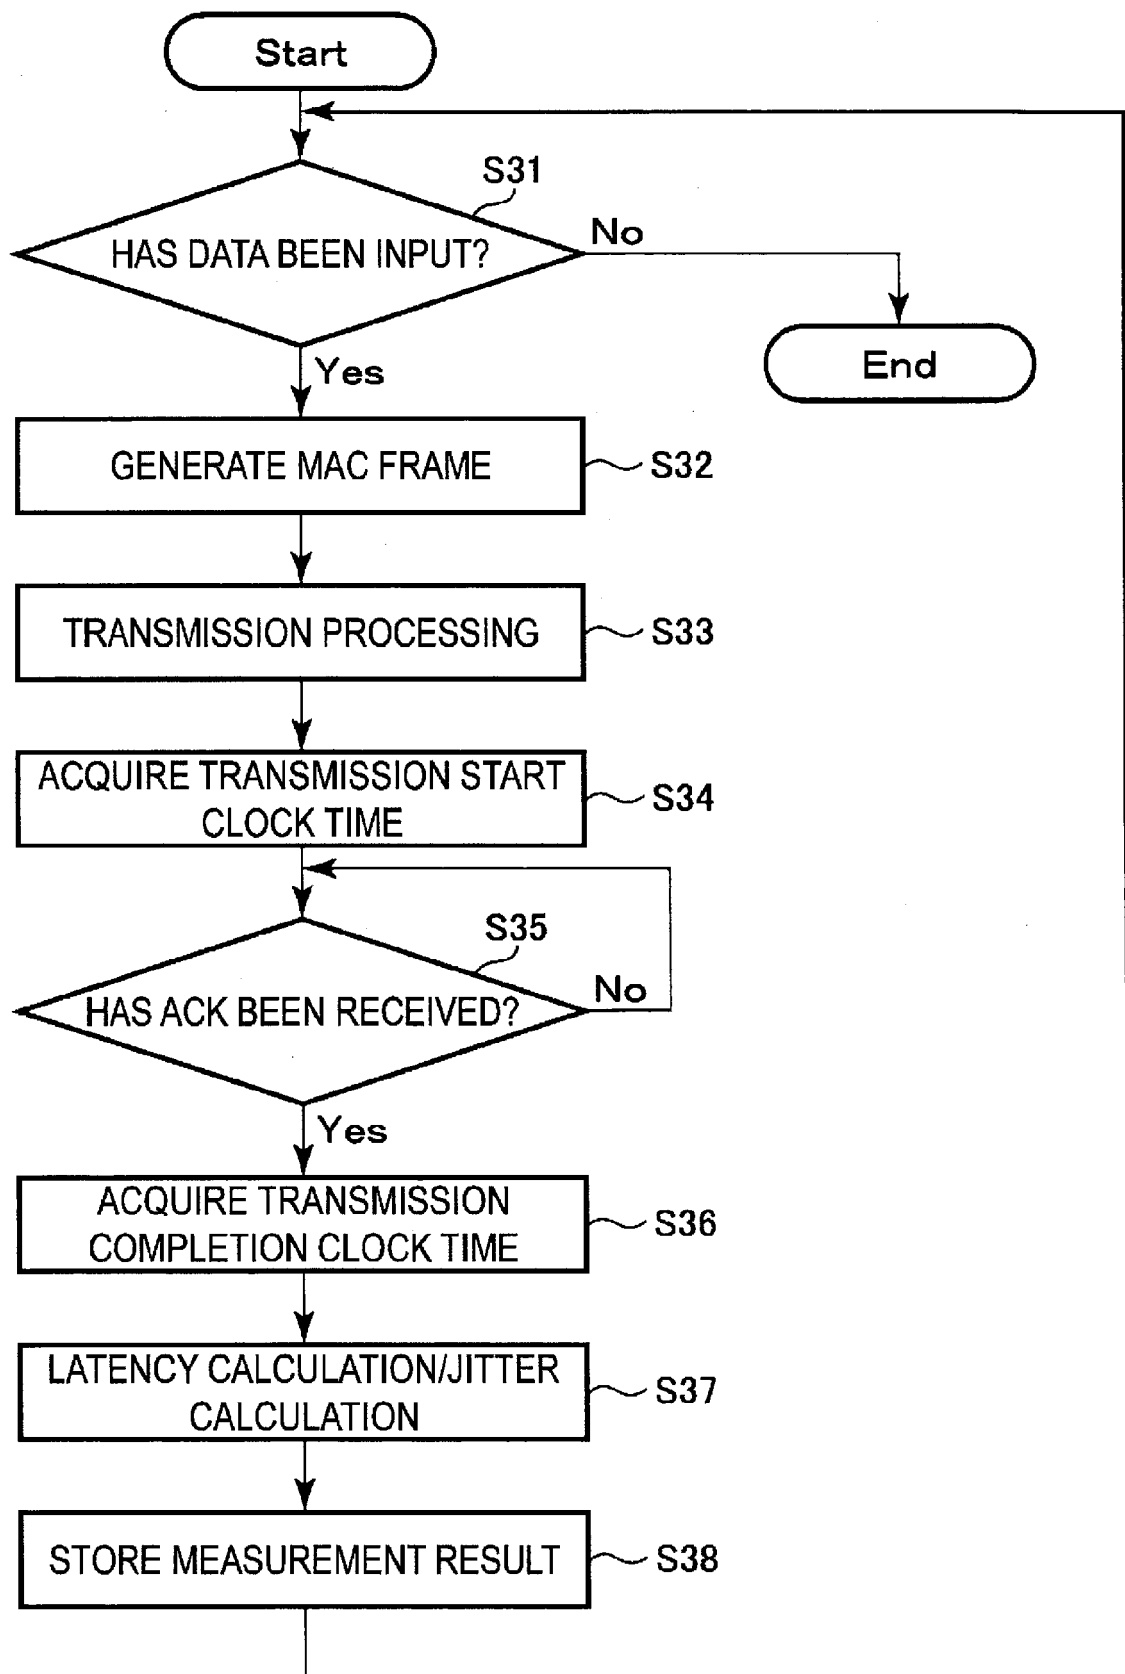 Start
S31
HAS DATA BEEN INPUT?
No
End
Yes
GENERATE MAC FRAME
S32
TRANSMISSION PROCESSING
S33
ACQUIRE TRANSMISSION START
CLOCK TIME
S34
S35
HAS ACK BEEN RECEIVED?
No
Yes
ACQUIRE TRANSMISSION
COMPLETION CLOCK TIME
S36
LATENCY CALCULATION/JITTER
CALCULATION
S37
STORE MEASUREMENT RESULT
S38